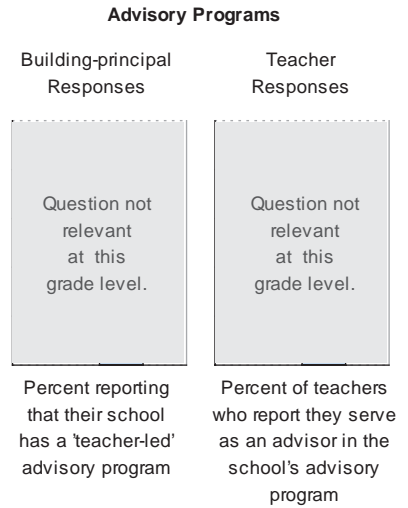 Advisory Programs
Building-principal
Responses
Teacher
Responses
Question not
relevant
at this
grade level.
Question not
relevant
at this
grade level.
Percent reporting
that their school
has a 'teacher-led'
advisory program
Percent of teachers
who report they serve
as an advisor in the
school's advisory
program